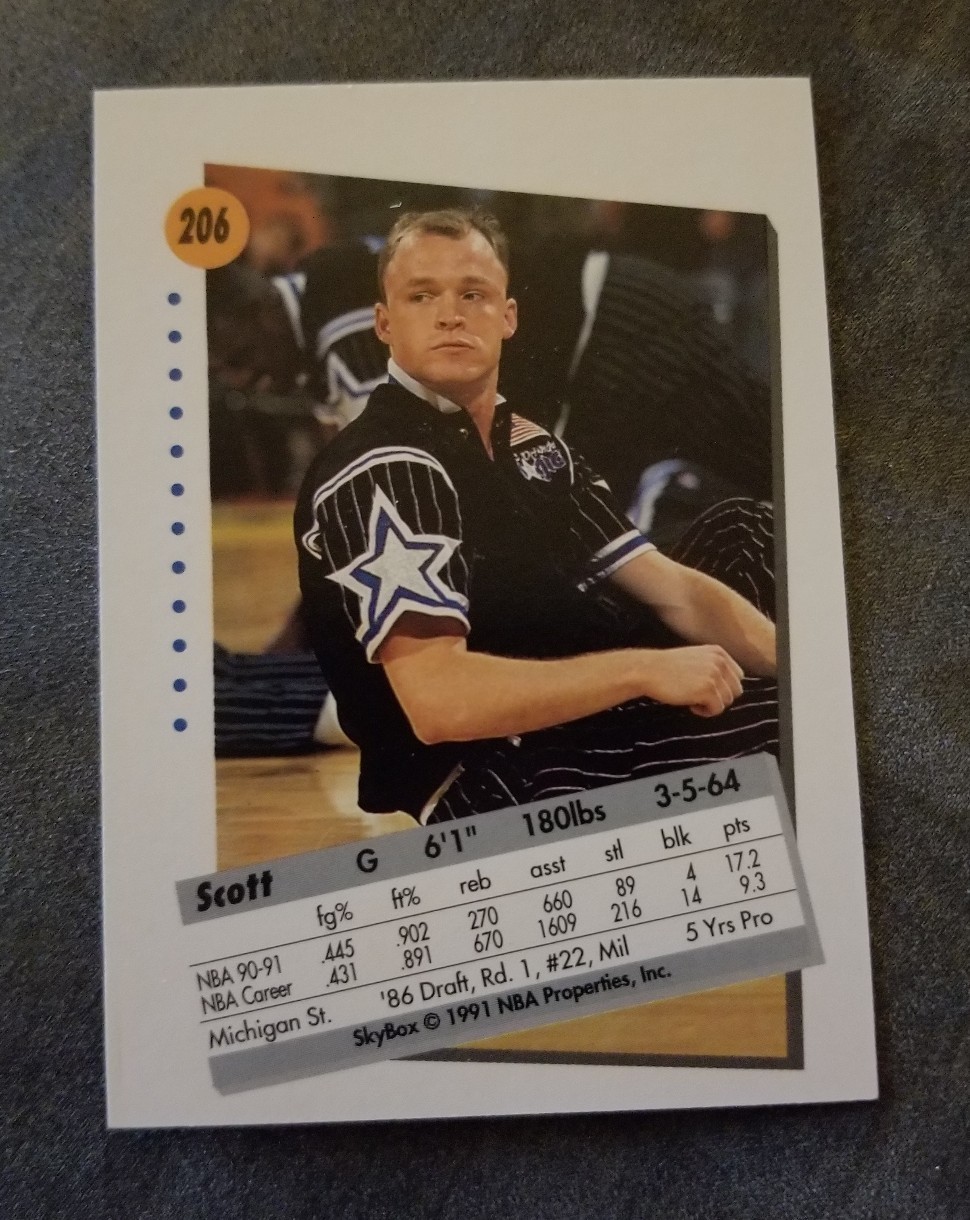 206
Scott G 6'1" 180lbs 3-5-64
fg% ft% reb asst stl blk pts
NBA 90-91 .445 .902 270 660 89 4 17.2
NBA Career .431 .891 670 1609 216 14 9.3
Michigan St. '86 Draft, Rd. 1, #22, Mil 5 Yrs Pro
SkyBox © 1991 NBA Properties, Inc.